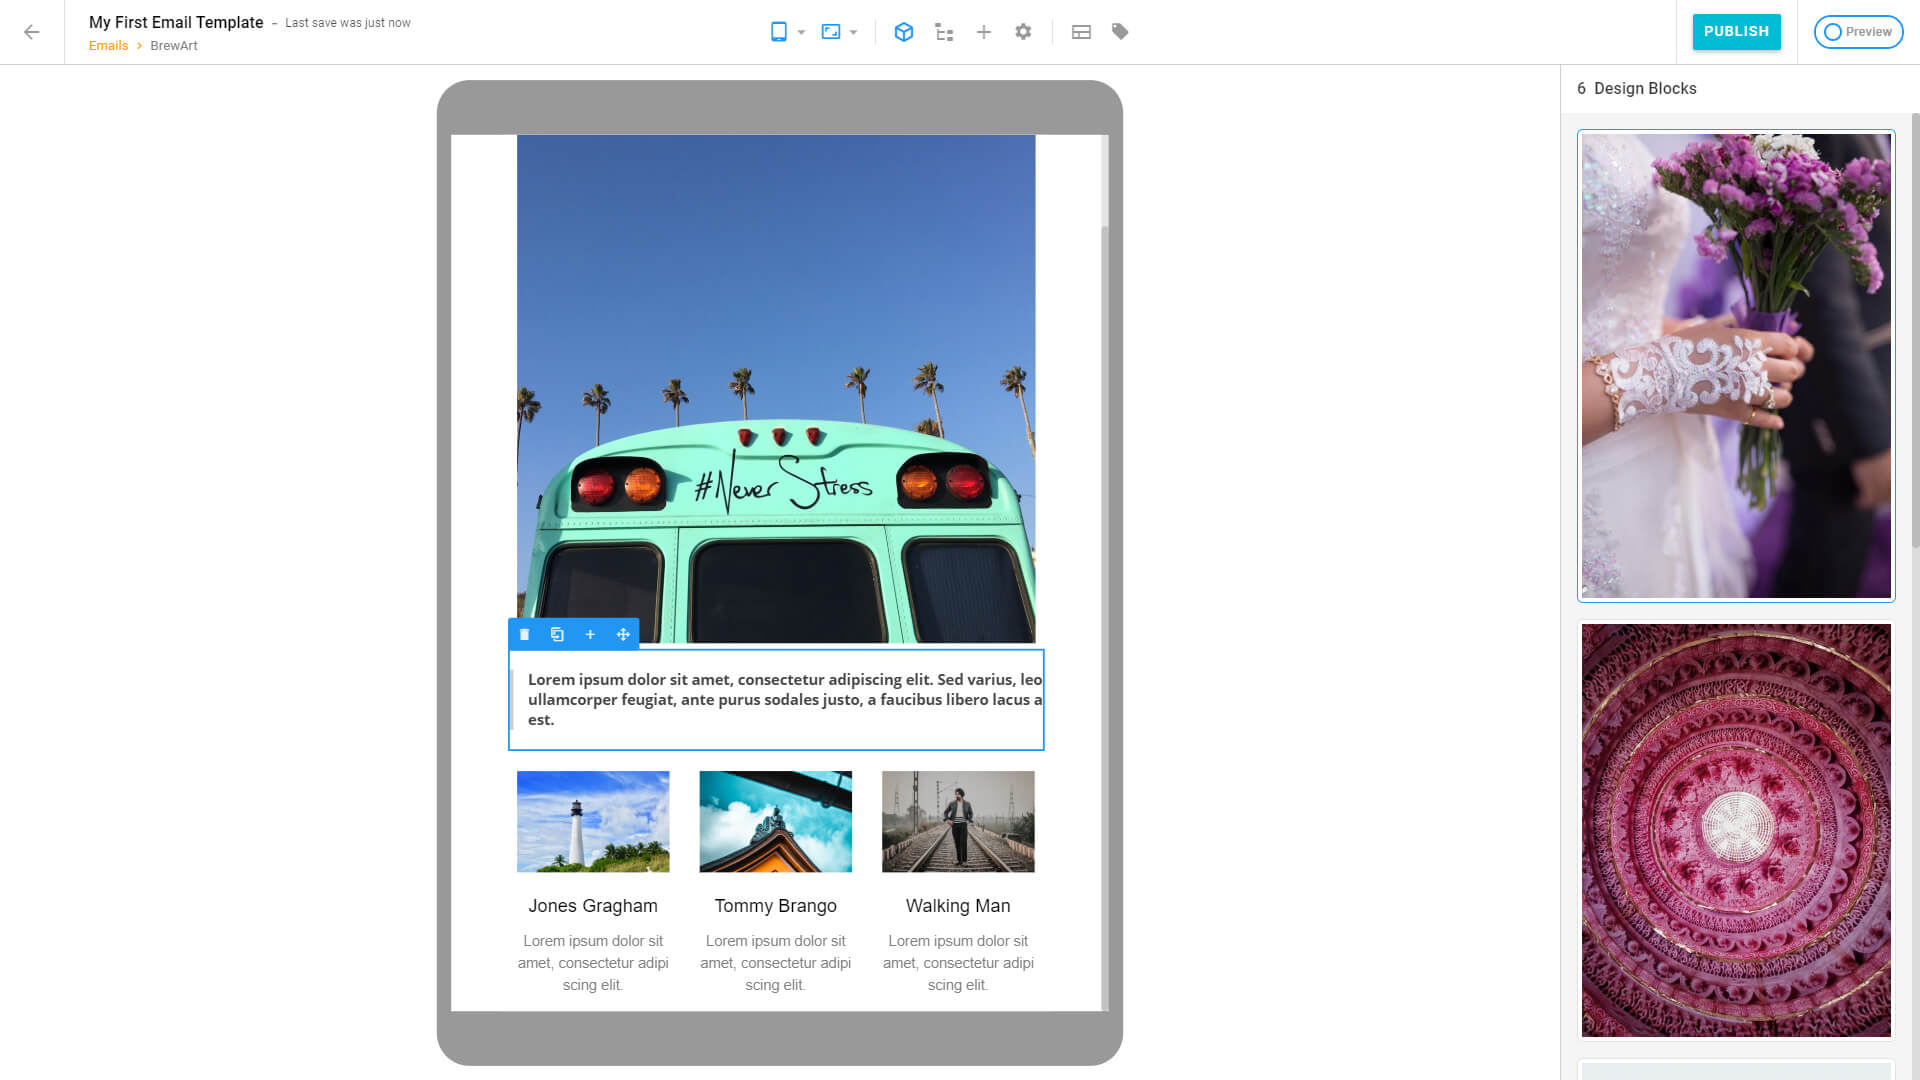 My First Email Template - Last save was just now
Emails > BrewArt
PUBLISH
Preview
6 Design Blocks
#Never Stress
Lorem ipsum dolor sit amet, consectetur adipiscing elit. Sed varius, leo
ullamcorper feugiat, ante purus sodales justo, a faucibus libero lacus a
est.
Jones Gragham
Lorem ipsum dolor sit
amet, consectetur adipi
scing elit.
Tommy Brango
Lorem ipsum dolor sit
amet, consectetur adipi
scing elit.
Walking Man
Lorem ipsum dolor sit
amet, consectetur adipi
scing elit.